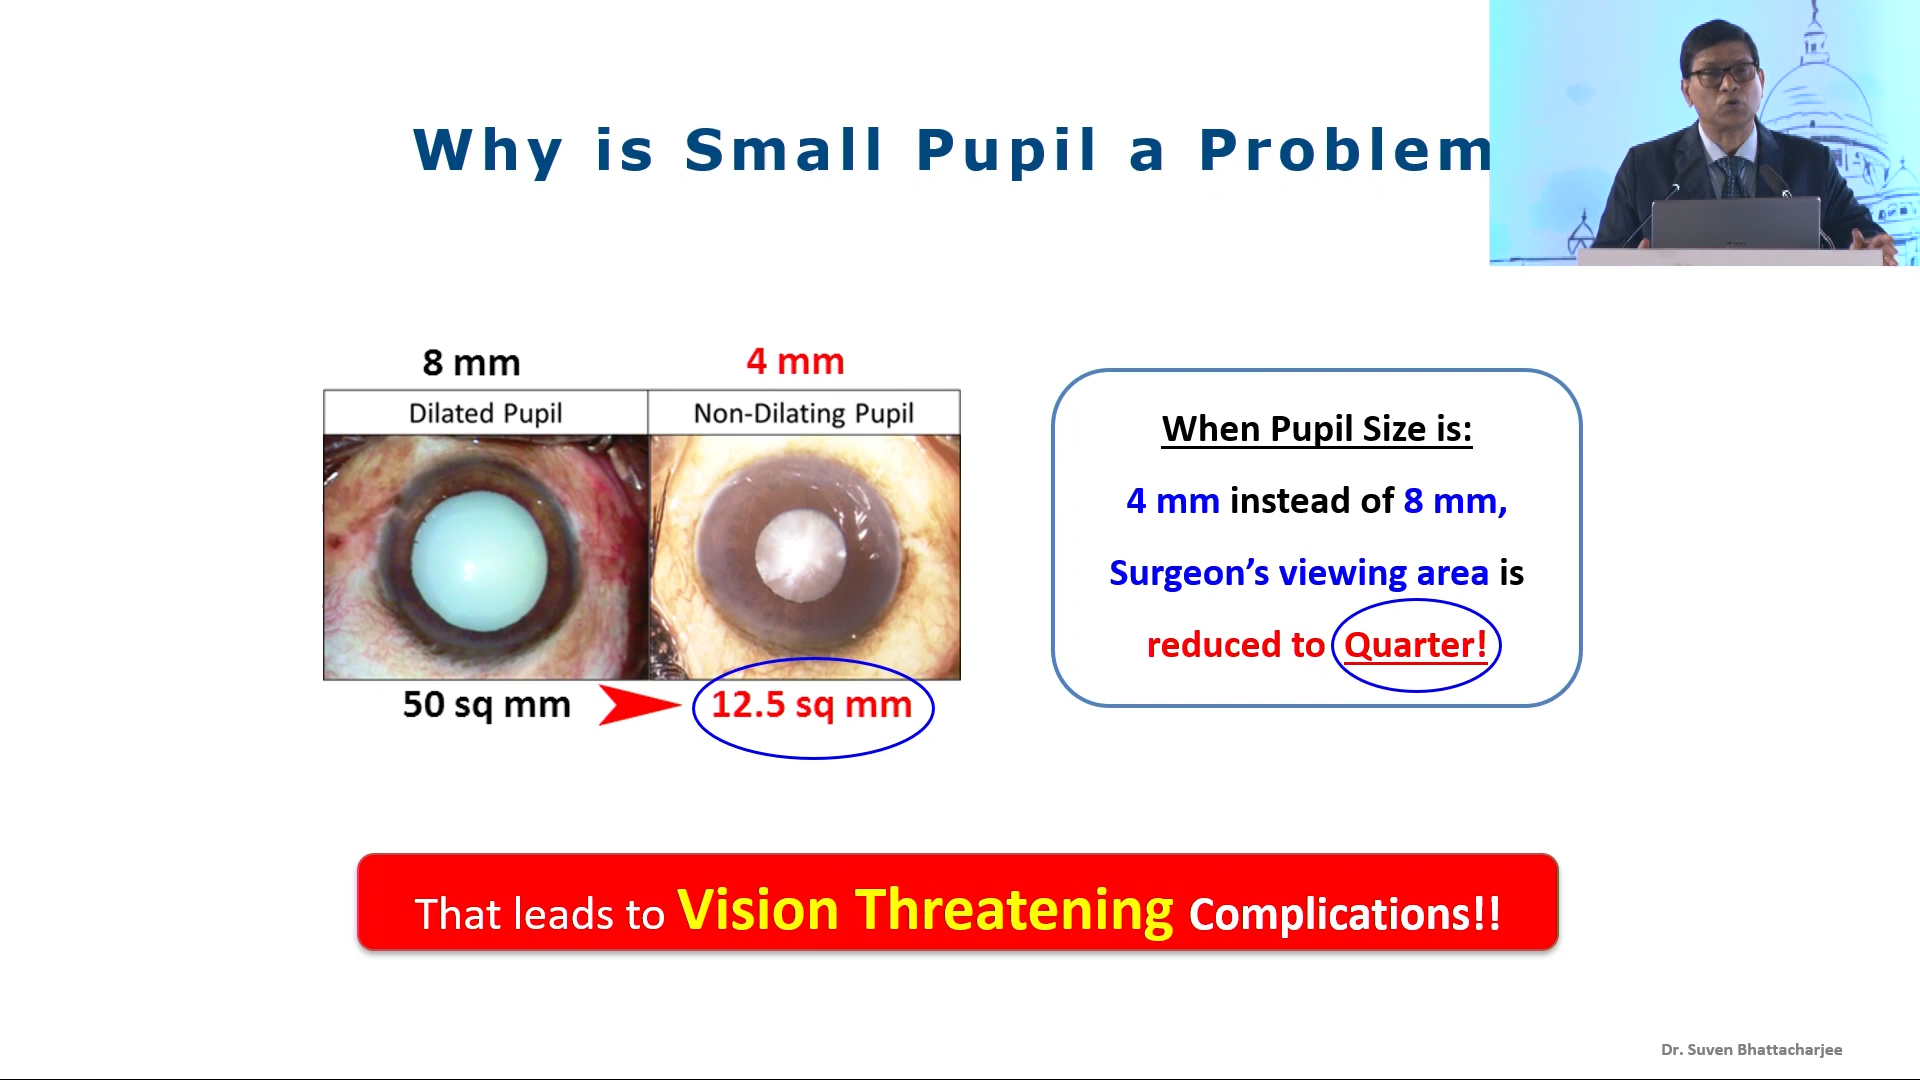 Why is Small Pupil a Problem
8 mm
4 mm
Dilated Pupil
Non-Dilating Pupil
50 sq mm
12.5 sq mm
When Pupil Size is:
4 mm instead of 8 mm,
Surgeon’s viewing area is
reduced to Quarter!
That leads to Vision Threatening Complications!!
Dr. Suven Bhattacharjee